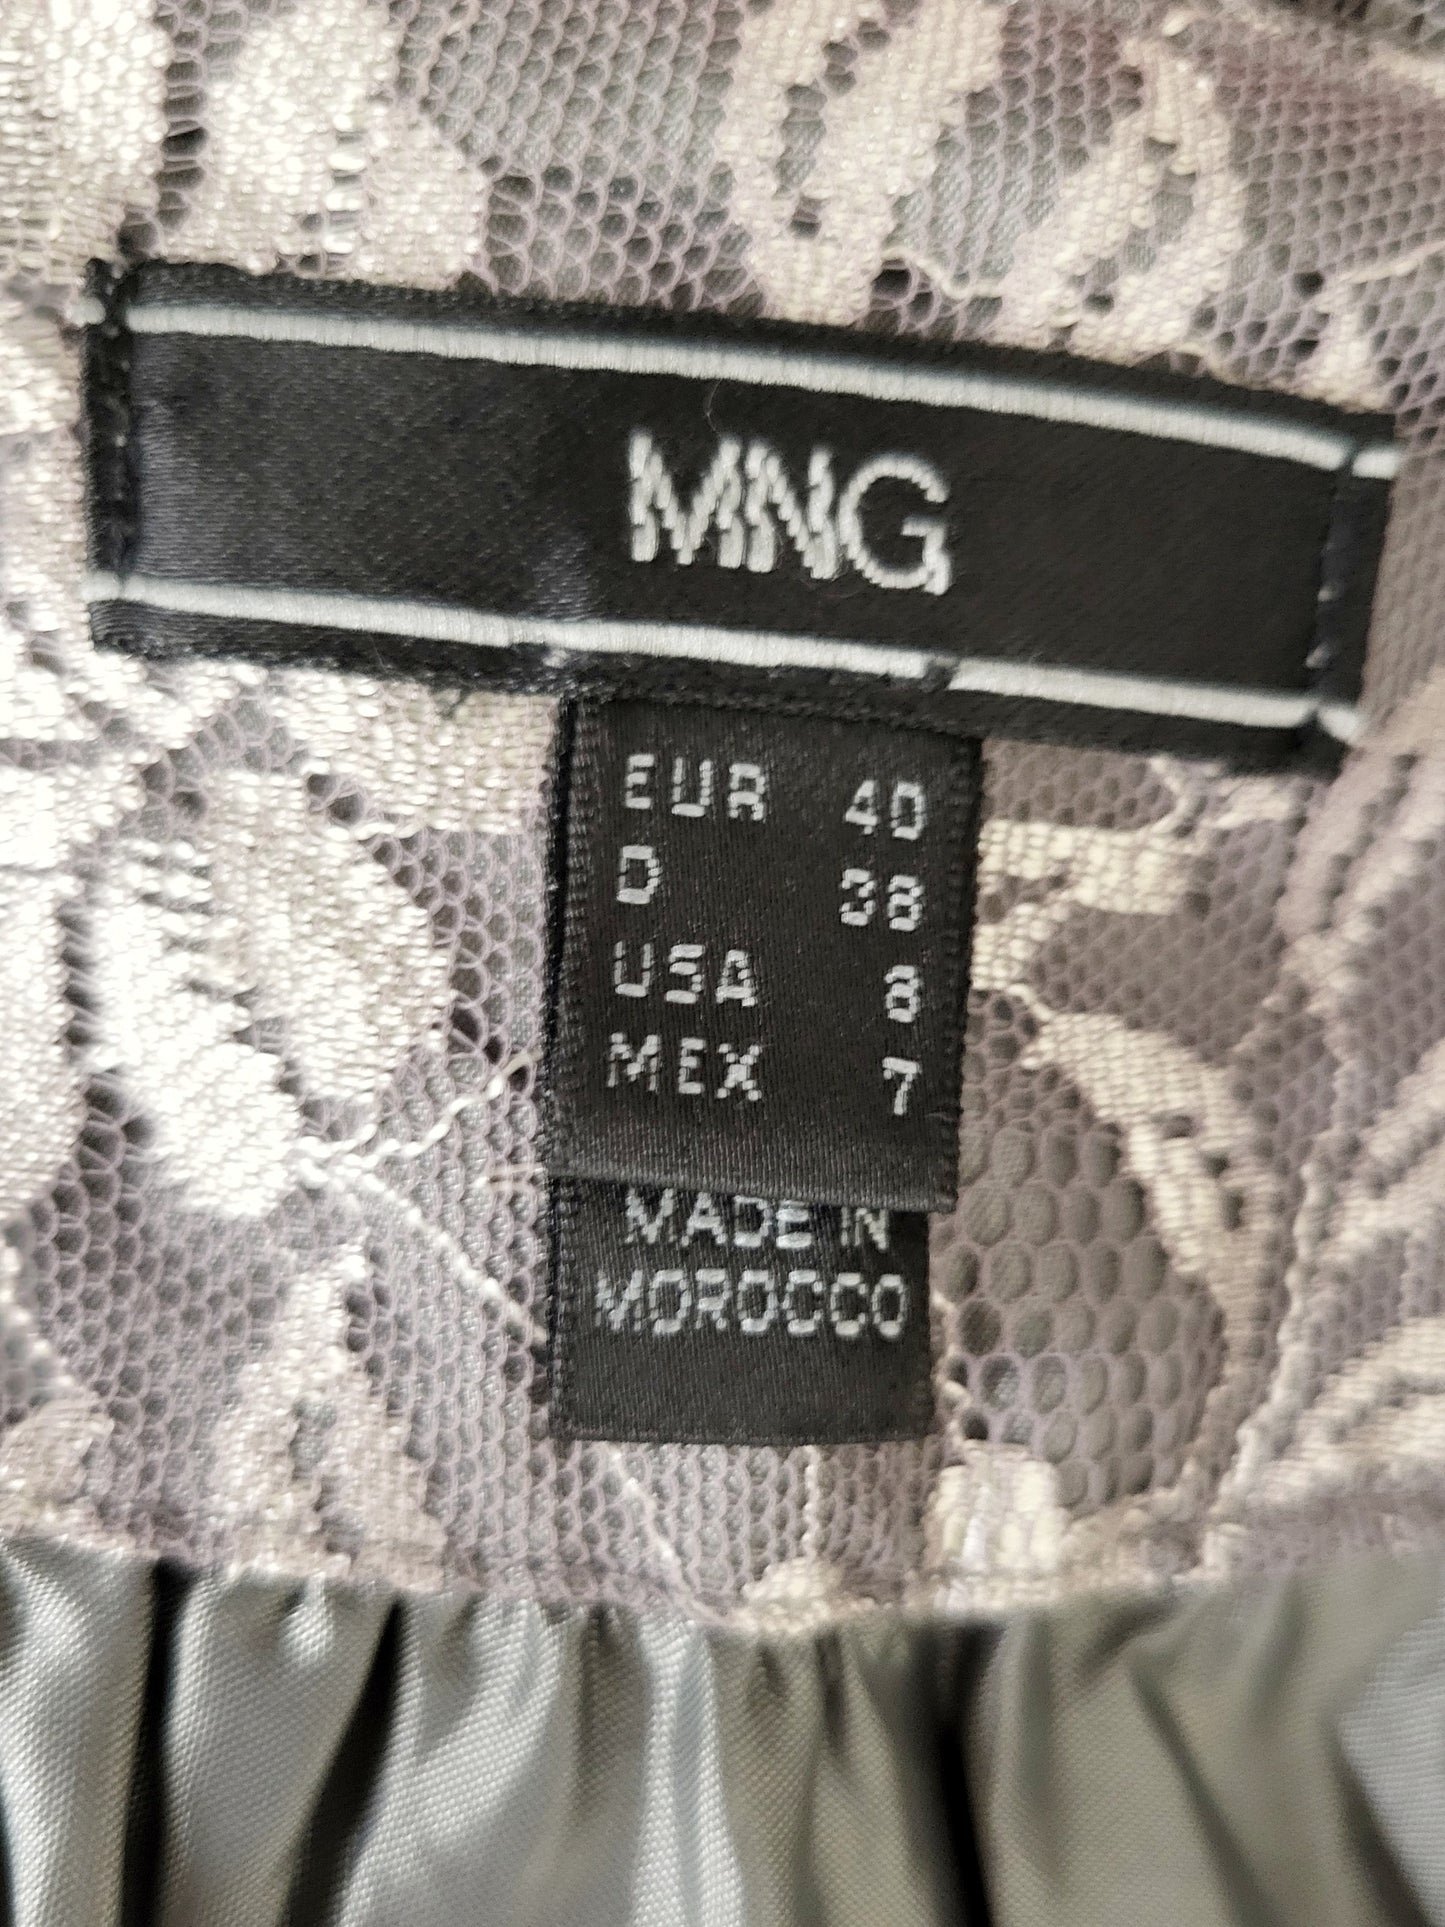 MNG
EUR 40
D 38
USA 8
MEX 7
MADE IN
MOROCCO